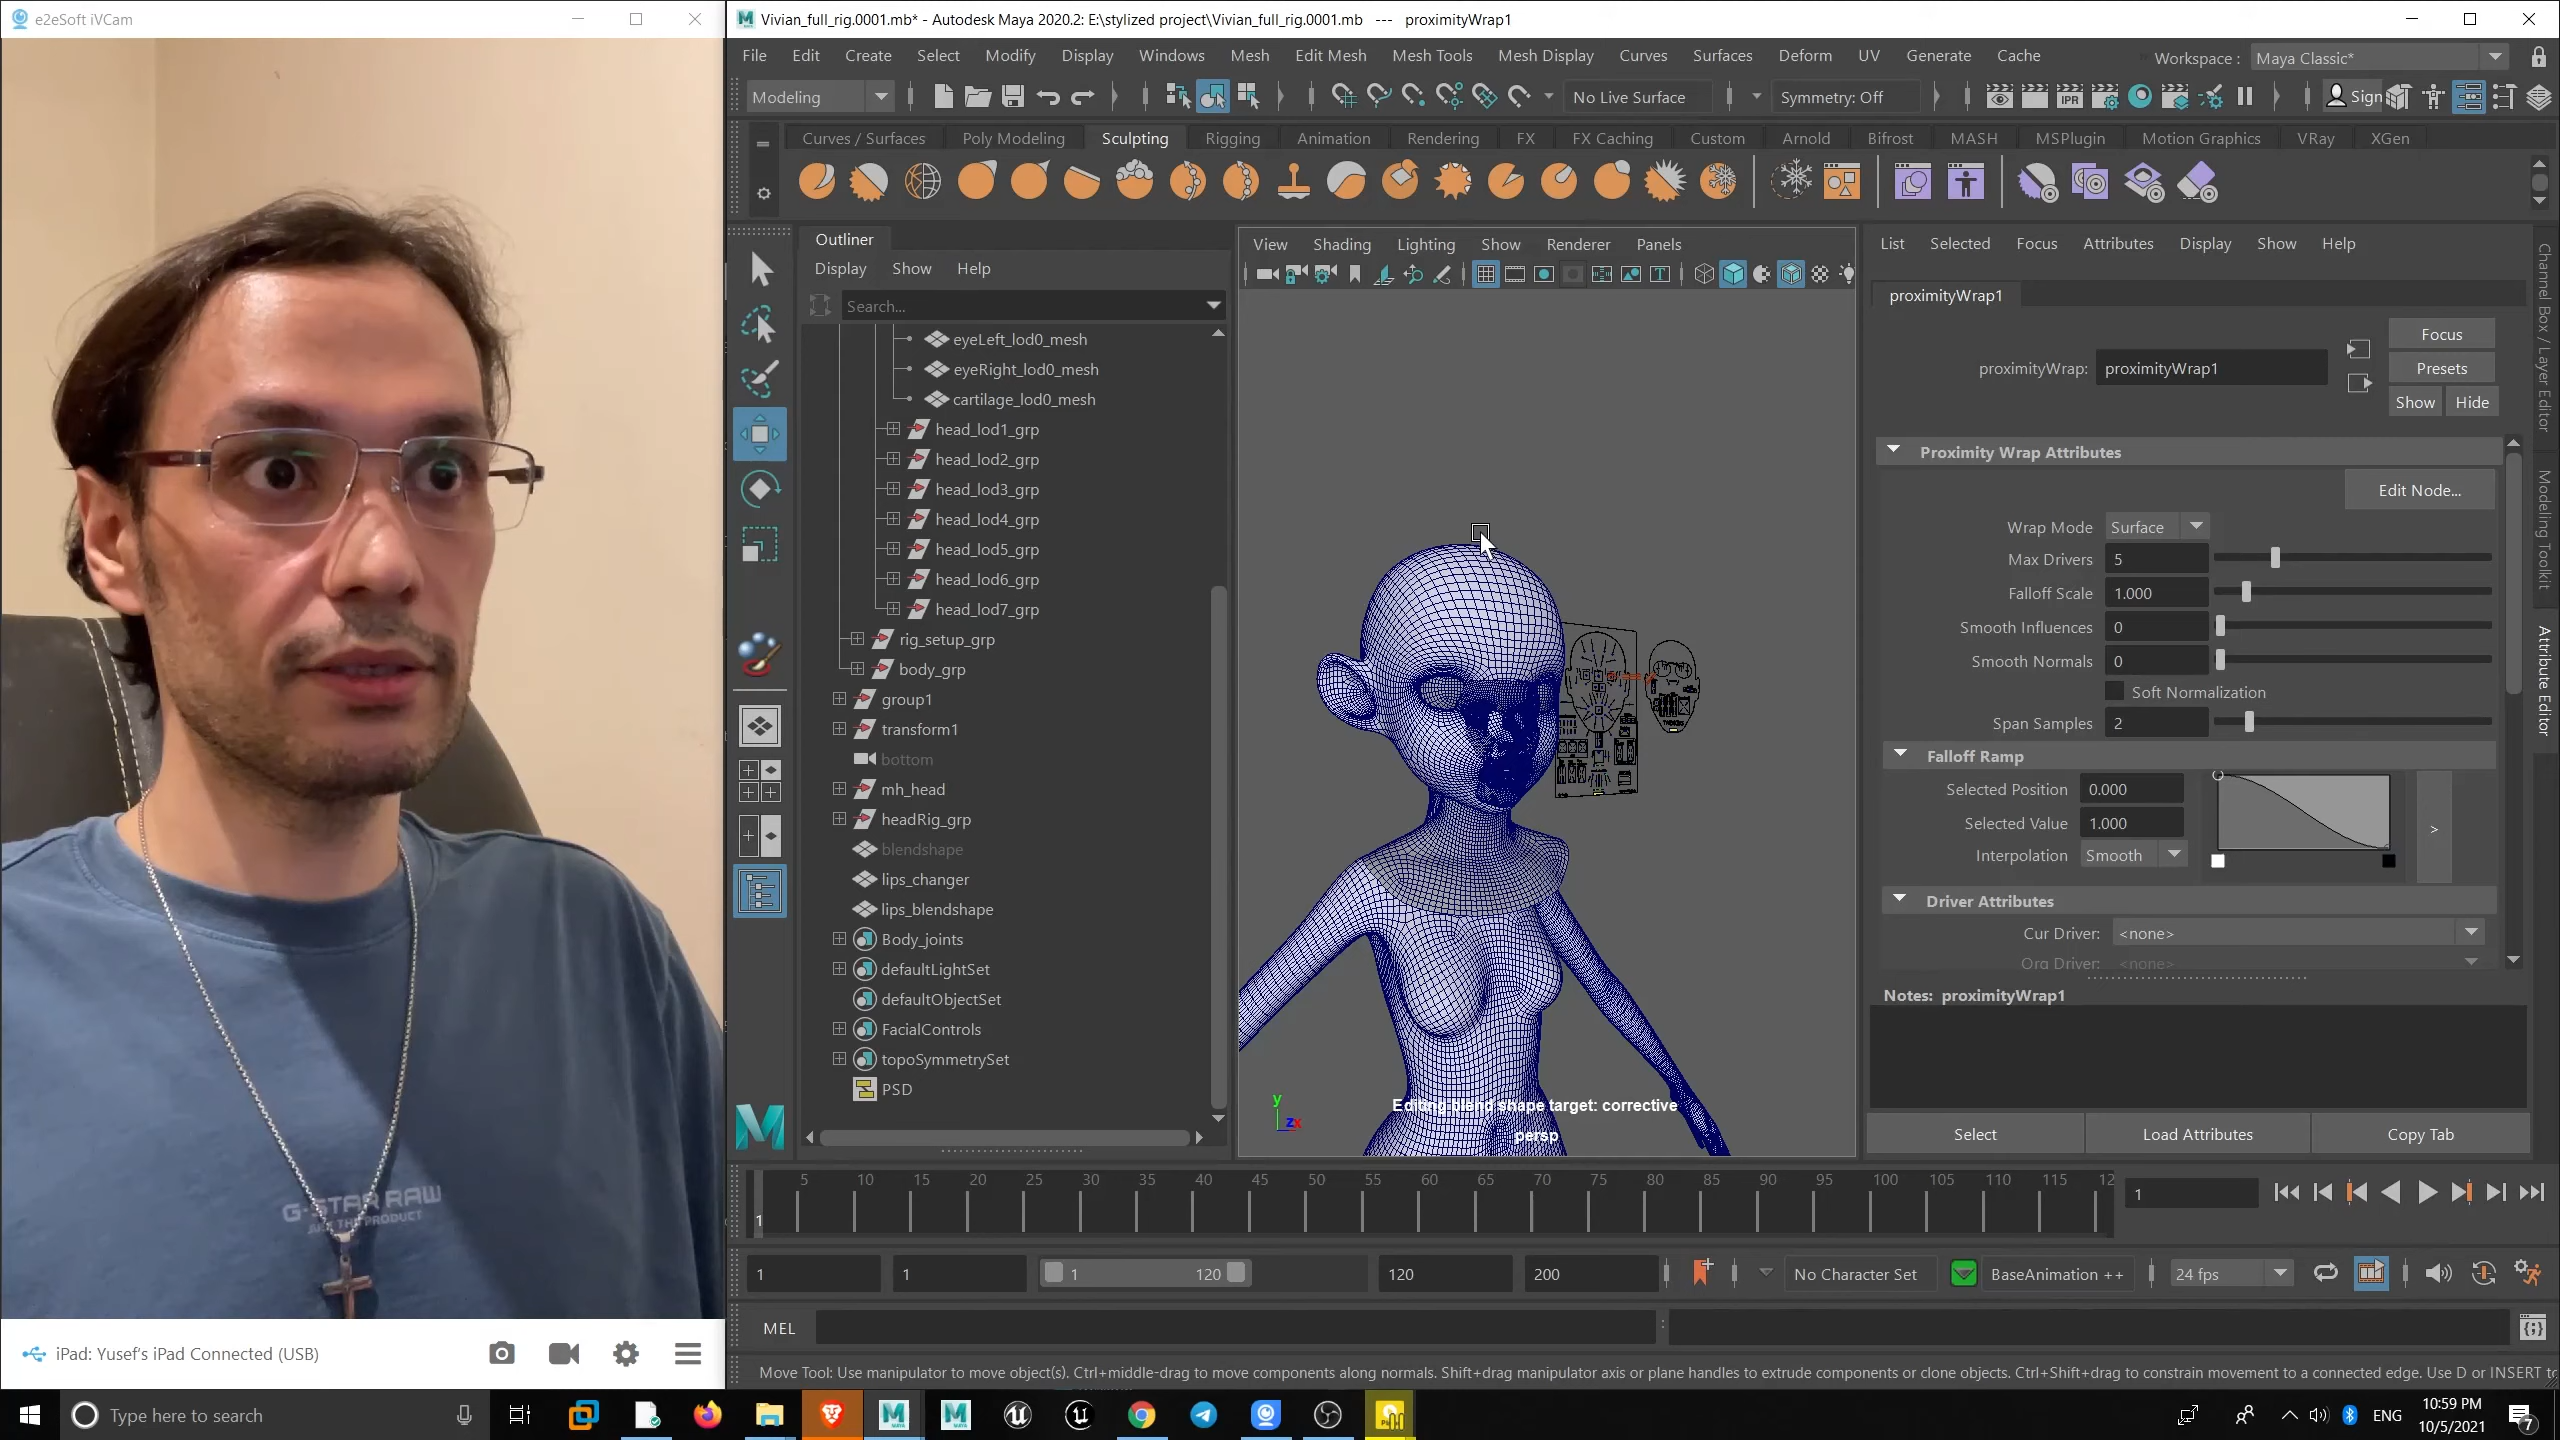 e2eSoft iVCam
Vivian_full_rig.0001.mb* - Autodesk Maya 2020.2: E:\stylized project\Vivian_full_rig.0001.mb --- proximityWrap1
File Edit Create Select Modify Display Windows Mesh Edit Mesh Mesh Tools Mesh Display Curves Surfaces Deform UV Generate Cache
Workspace : Maya Classic*
Modeling
No Live Surface
Symmetry: Off
IPR
Sign
Curves / Surfaces Poly Modeling Sculpting Rigging Animation Rendering FX FX Caching Custom Arnold Bifrost MASH MSPlugin Motion Graphics VRay XGen
Outliner
Display Show Help
Search...
eyeLeft_lod0_mesh
eyeRight_lod0_mesh
cartilage_lod0_mesh
head_lod1_grp
head_lod2_grp
head_lod3_grp
head_lod4_grp
head_lod5_grp
head_lod6_grp
head_lod7_grp
rig_setup_grp
body_grp
group1
transform1
bottom
mh_head
headRig_grp
blendshape
lips_changer
lips_blendshape
Body_joints
defaultLightSet
defaultObjectSet
FacialControls
topoSymmetrySet
PSD
View Shading Lighting Show Renderer Panels
Editing blend shape target: corrective
persp
y
zx
List Selected Focus Attributes Display Show Help
proximityWrap1
proximityWrap: proximityWrap1
Focus
Presets
Show Hide
Proximity Wrap Attributes
Edit Node...
Wrap Mode Surface
Max Drivers 5
Falloff Scale 1.000
Smooth Influences 0
Smooth Normals 0
Soft Normalization
Span Samples 2
Falloff Ramp
Selected Position 0.000
Selected Value 1.000
Interpolation Smooth
>
Driver Attributes
Cur Driver: <none>
Org Driver: <none>
Notes: proximityWrap1
Select Load Attributes Copy Tab
Channel Box / Layer Editor
Modeling Toolkit
Attribute Editor
5 10 15 20 25 30 35 40 45 50 55 60 65 70 75 80 85 90 95 100 105 110 115 12
1
1
1 1 1 120 120 200
No Character Set
BaseAnimation ++
24 fps
MEL
Move Tool: Use manipulator to move object(s). Ctrl+middle-drag to move components along normals. Shift+drag manipulator axis or plane handles to extrude components or clone objects. Ctrl+Shift+drag to constrain movement to a connected edge. Use D or INSERT to
G-STAR RAW
iPad: Yusef's iPad Connected (USB)
Type here to search
ENG
10:59 PM
10/5/2021
7